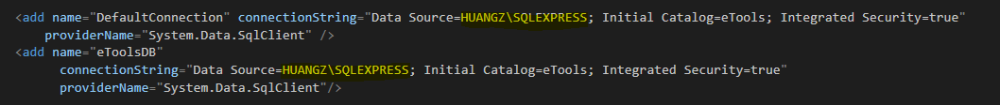 <add name="DefaultConnection" connectionString="Data Source=HUANGZ\SQLEXPRESS; Initial Catalog=eTools; Integrated Security=true"
providerName="System.Data.SqlClient" />
<add name="eToolsDB"
connectionString="Data Source=HUANGZ\SQLEXPRESS; Initial Catalog=eTools; Integrated Security=true"
providerName="System.Data.SqlClient"/>